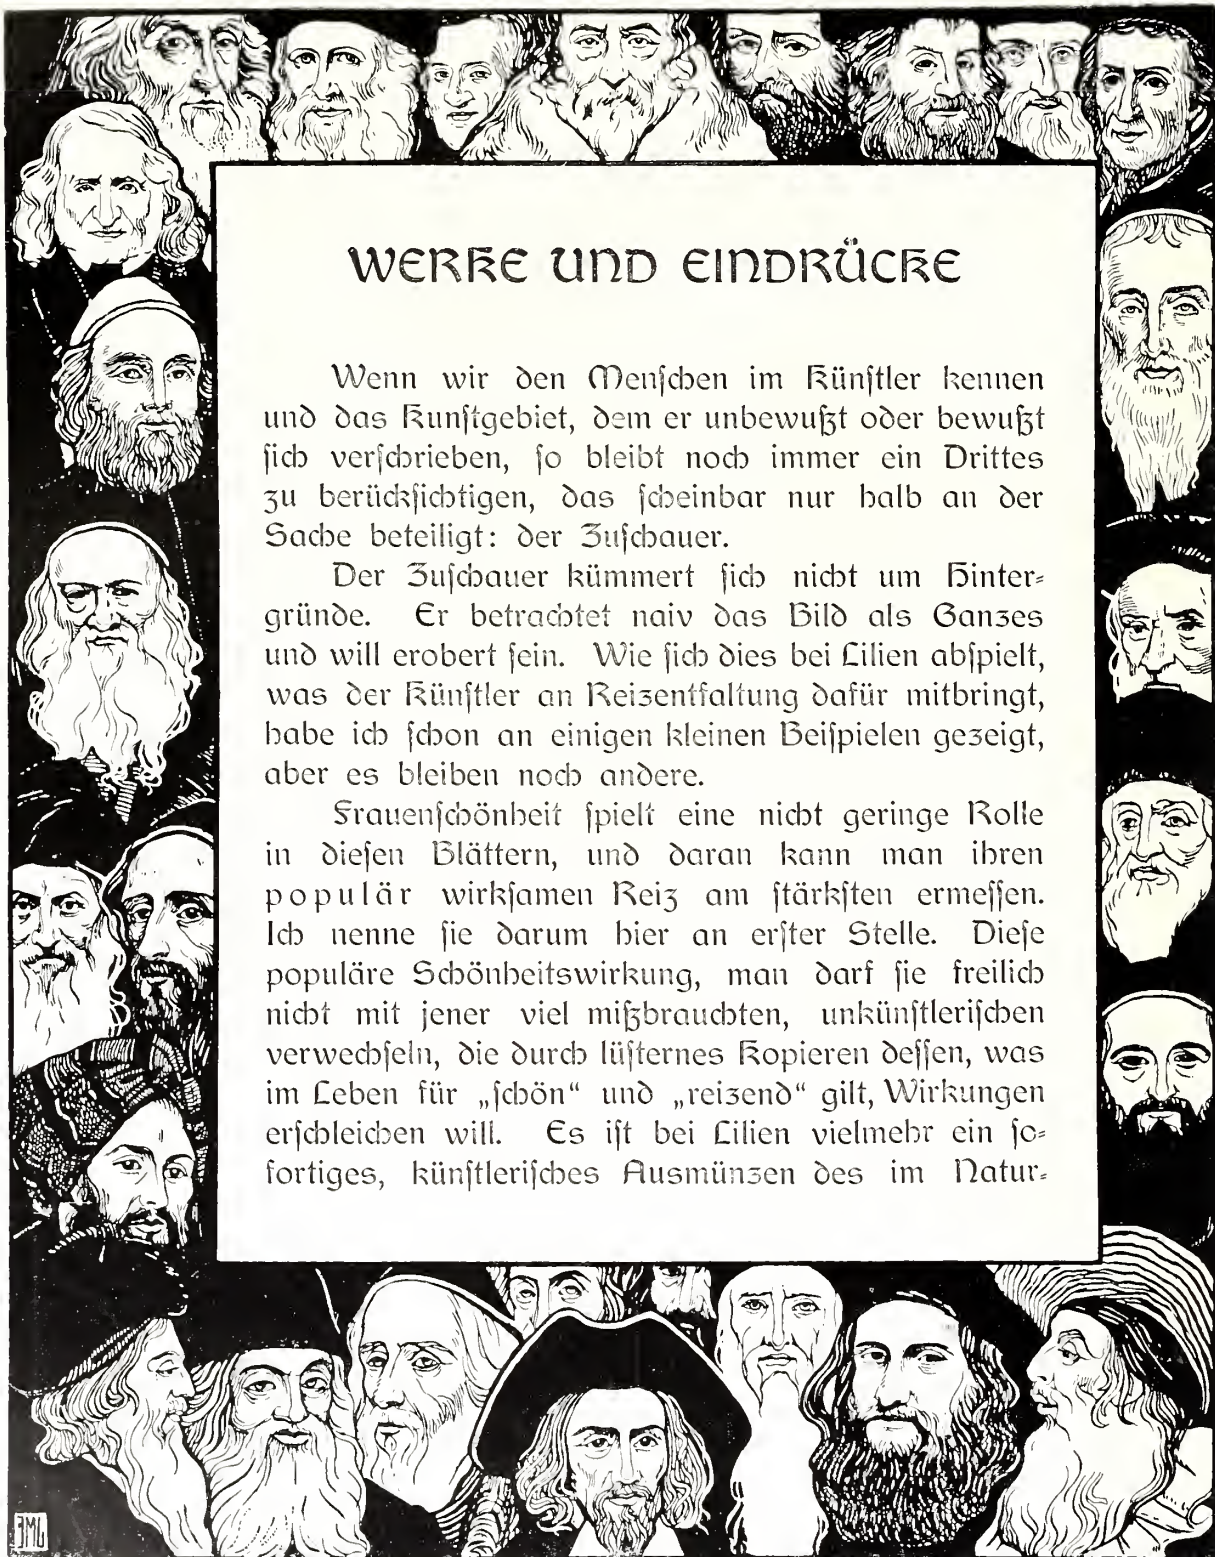 WERKE UND EINDRÜCKE
Wenn wir den Menſchen im Künſtler kennen
und das Kunſtgebiet, dem er unbewußt oder bewußt
ſich verſchrieben, ſo bleibt noch immer ein Drittes
zu berückſichtigen, das ſcheinbar nur halb an der
Sache beteiligt: der Zuſchauer.
Der Zuſchauer kümmert ſich nicht um Hinter⸗
gründe. Er betrachtet naiv das Bild als Ganzes
und will erobert ſein. Wie ſich dies bei Lilien abſpielt,
was der Künſtler an Reizentfaltung dafür mitbringt,
habe ich ſchon an einigen kleinen Beiſpielen gezeigt,
aber es bleiben noch andere.
Frauenſchönheit ſpielt eine nicht geringe Rolle
in dieſen Blättern, und daran kann man ihren
populär wirkſamen Reiz am ſtärkſten ermeſſen.
Ich nenne ſie darum hier an erſter Stelle. Dieſe
populäre Schönheitswirkung, man darf ſie freilich
nicht mit jener viel mißbrauchten, unkünſtleriſchen
verwechſeln, die durch lüſternes Kopieren deſſen, was
im Leben für „ſchön“ und „reizend“ gilt, Wirkungen
erſchleichen will. Es iſt bei Lilien vielmehr ein ſo⸗
fortiges, künſtleriſches Ausmünzen des im Natur⸗